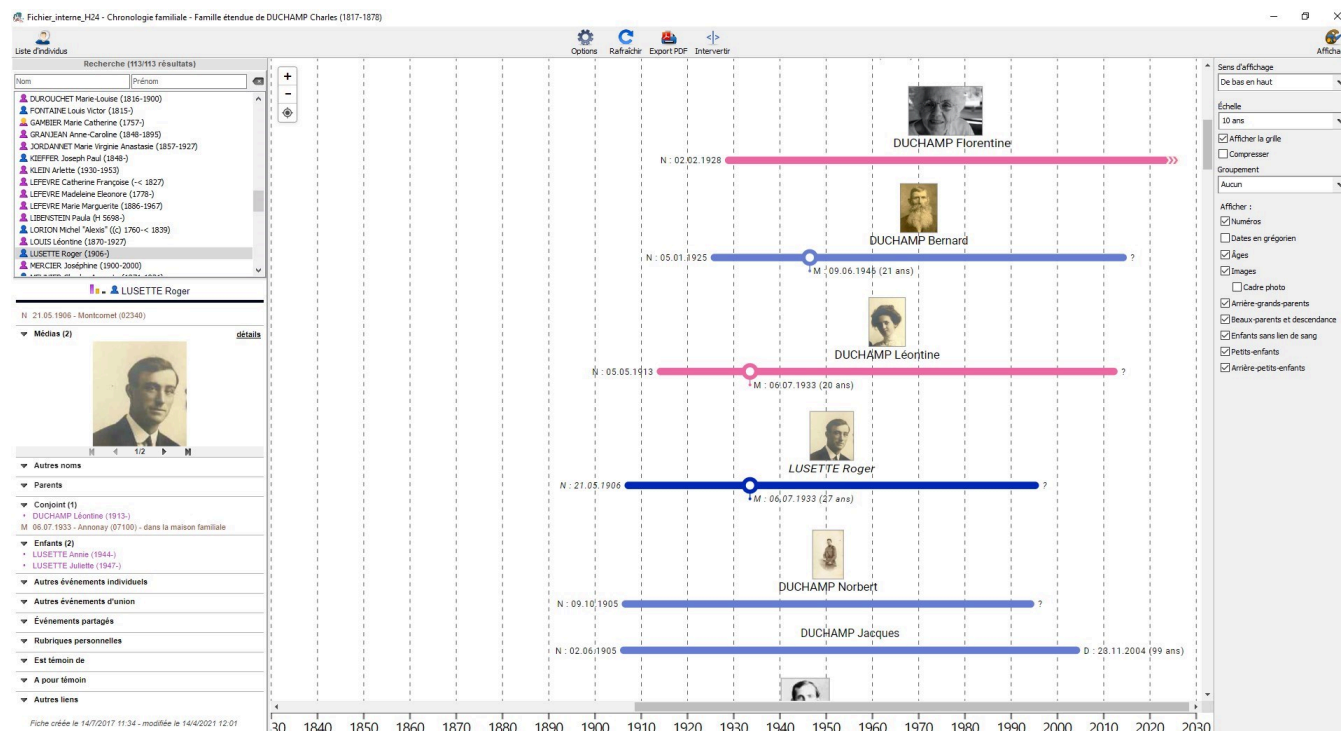 Fichier_interne_H24 - Chronologie familiale - Famille étendue de DUCHAMP Charles (1817-1878)
Liste d'individus
Options Rafraîchir Export PDF Intervertir
Recherche (113/113 résultats)
Nom Prénom
DUROUCHET Marie-Louise (1816-1900)
FONTAINE Louis Victor (1815-)
GAMBIER Marie Catherine (1757-)
GRANJEAN Anne-Caroline (1848-1895)
JORDANNET Marie Virginie Anastasie (1857-1927)
KIEFFER Joseph Paul (1848-)
KLEIN Arlette (1930-1953)
LEFEVRE Catherine Françoise (-< 1827)
LEFEVRE Madeleine Eleonore (1778-)
LEFEVRE Marie Marguerite (1886-1967)
LIBENSTEIN Paula (H 5698-)
LORION Michel "Alexis" ((c) 1760-< 1839)
LOUIS Léontine (1870-1927)
LUSETTE Roger (1906-)
MERCIER Joséphine (1900-2000)
LUSETTE Roger
N 21.05.1906 - Montcornet (02340)
Médias (2) détails
1/2
Autres noms
Parents
Conjoint (1)
DUCHAMP Léontine (1913-)
M 06.07.1933 - Annonay (07100) - dans la maison familiale
Enfants (2)
LUSETTE Annie (1944-)
LUSETTE Juliette (1947-)
Autres événements individuels
Autres événements d'union
Événements partagés
Rubriques personnelles
Est témoin de
A pour témoin
Autres liens
Fiche créée le 14/7/2017 11:34 - modifiée le 14/4/2021 12:01
+
-
DUCHAMP Florentine
N : 02.02.1928
DUCHAMP Bernard
N : 05.01.1925 ?
M : 09.06.1946 (21 ans)
DUCHAMP Léontine
N : 05.05.1913 ?
M : 06.07.1933 (20 ans)
LUSETTE Roger
N : 21.05.1906 ?
M : 06.07.1933 (27 ans)
DUCHAMP Norbert
N : 09.10.1905 ?
DUCHAMP Jacques
N : 02.06.1905 D : 28.11.2004 (99 ans)
30 1840 1850 1860 1870 1880 1890 1900 1910 1920 1930 1940 1950 1960 1970 1980 1990 2000 2010 2020 2030
Affichag
Sens d'affichage
De bas en haut
Échelle
10 ans
Afficher la grille
Compresser
Groupement
Aucun
Afficher :
Numéros
Dates en grégorien
Âges
Images
Cadre photo
Arrière-grands-parents
Beaux-parents et descendance
Enfants sans lien de sang
Petits-enfants
Arrière-petits-enfants